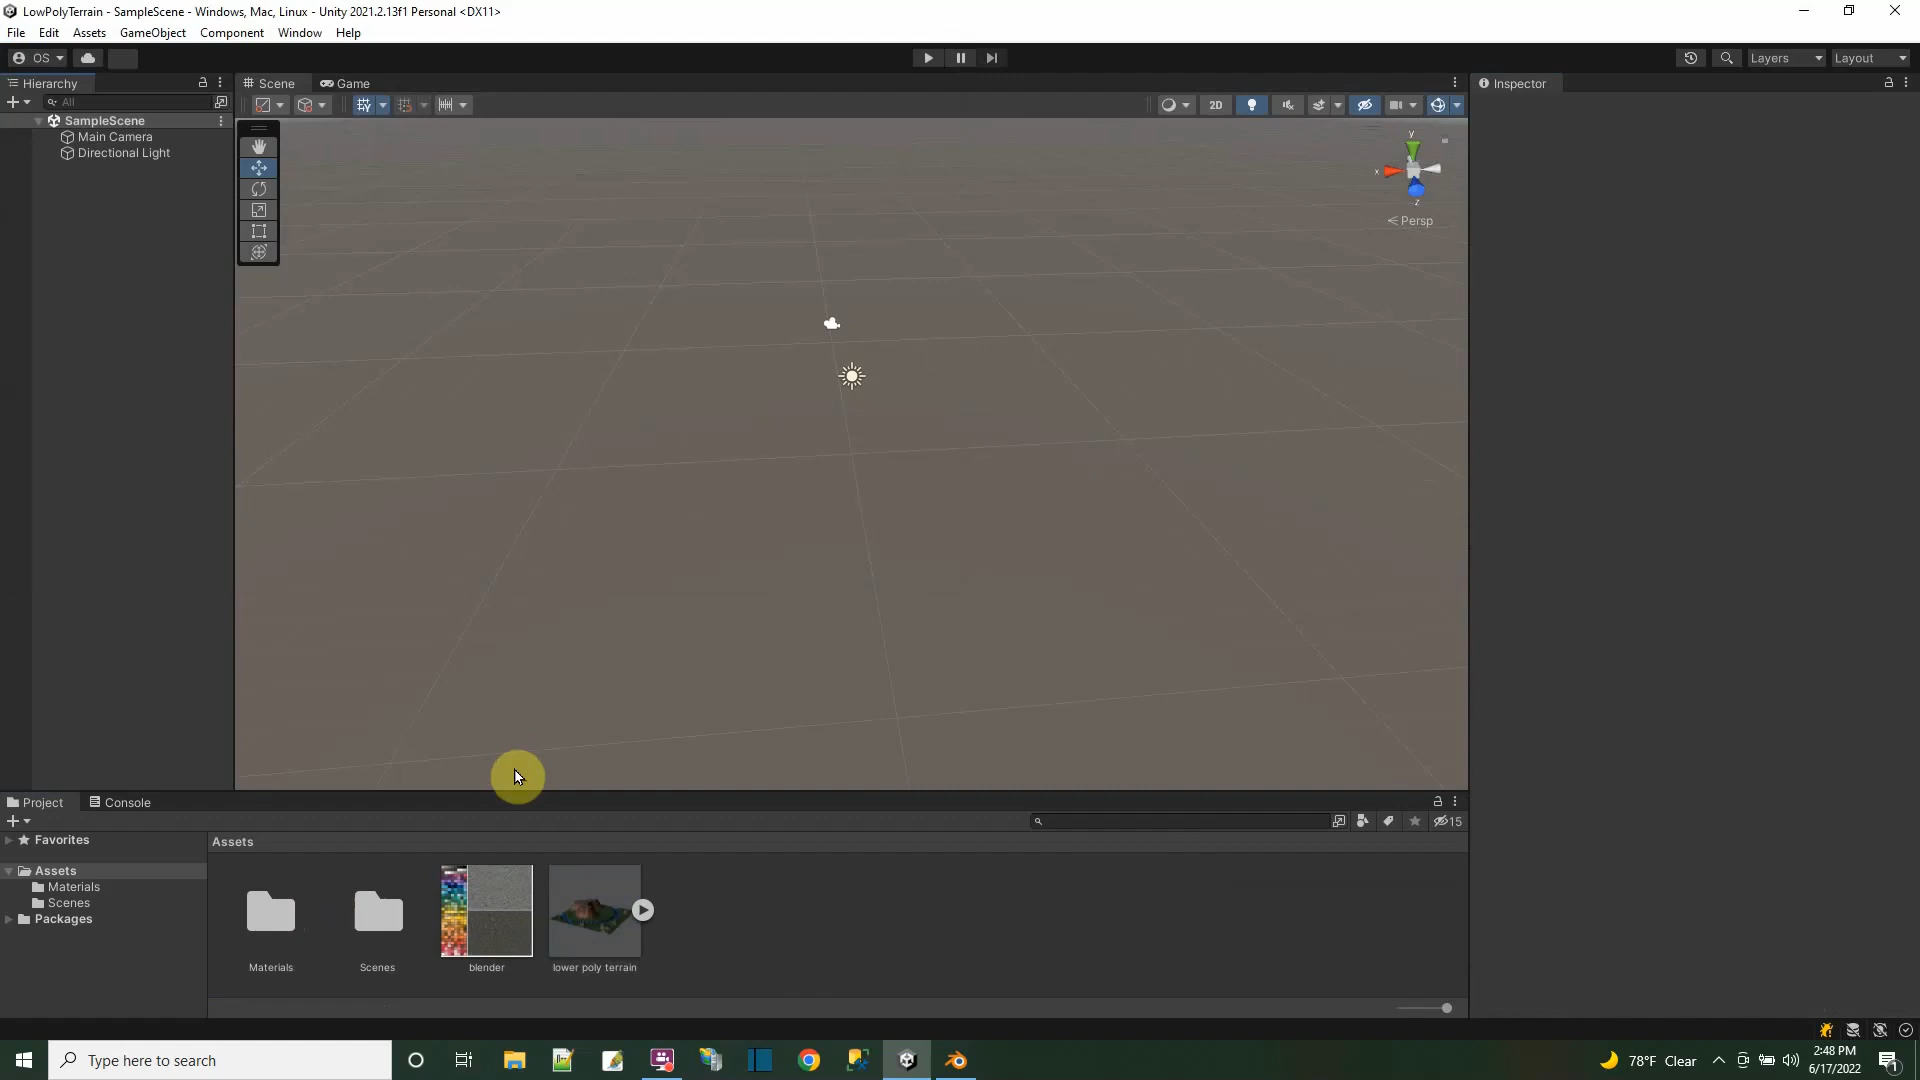 LowPolyTerrain - SampleScene - Windows, Mac, Linux - Unity 2021.2.13f1 Personal <DX11>
File Edit Assets GameObject Component Window Help
OS Layers Layout
Hierarchy Scene Game Inspector
All 2D
SampleScene
Main Camera
Directional Light
y
x
z
Persp
Project Console
15
Favorites Assets
Assets
Materials
Scenes
Packages
Materials Scenes blender lower poly terrain
Type here to search
78°F Clear
2:48 PM
6/17/2022
1